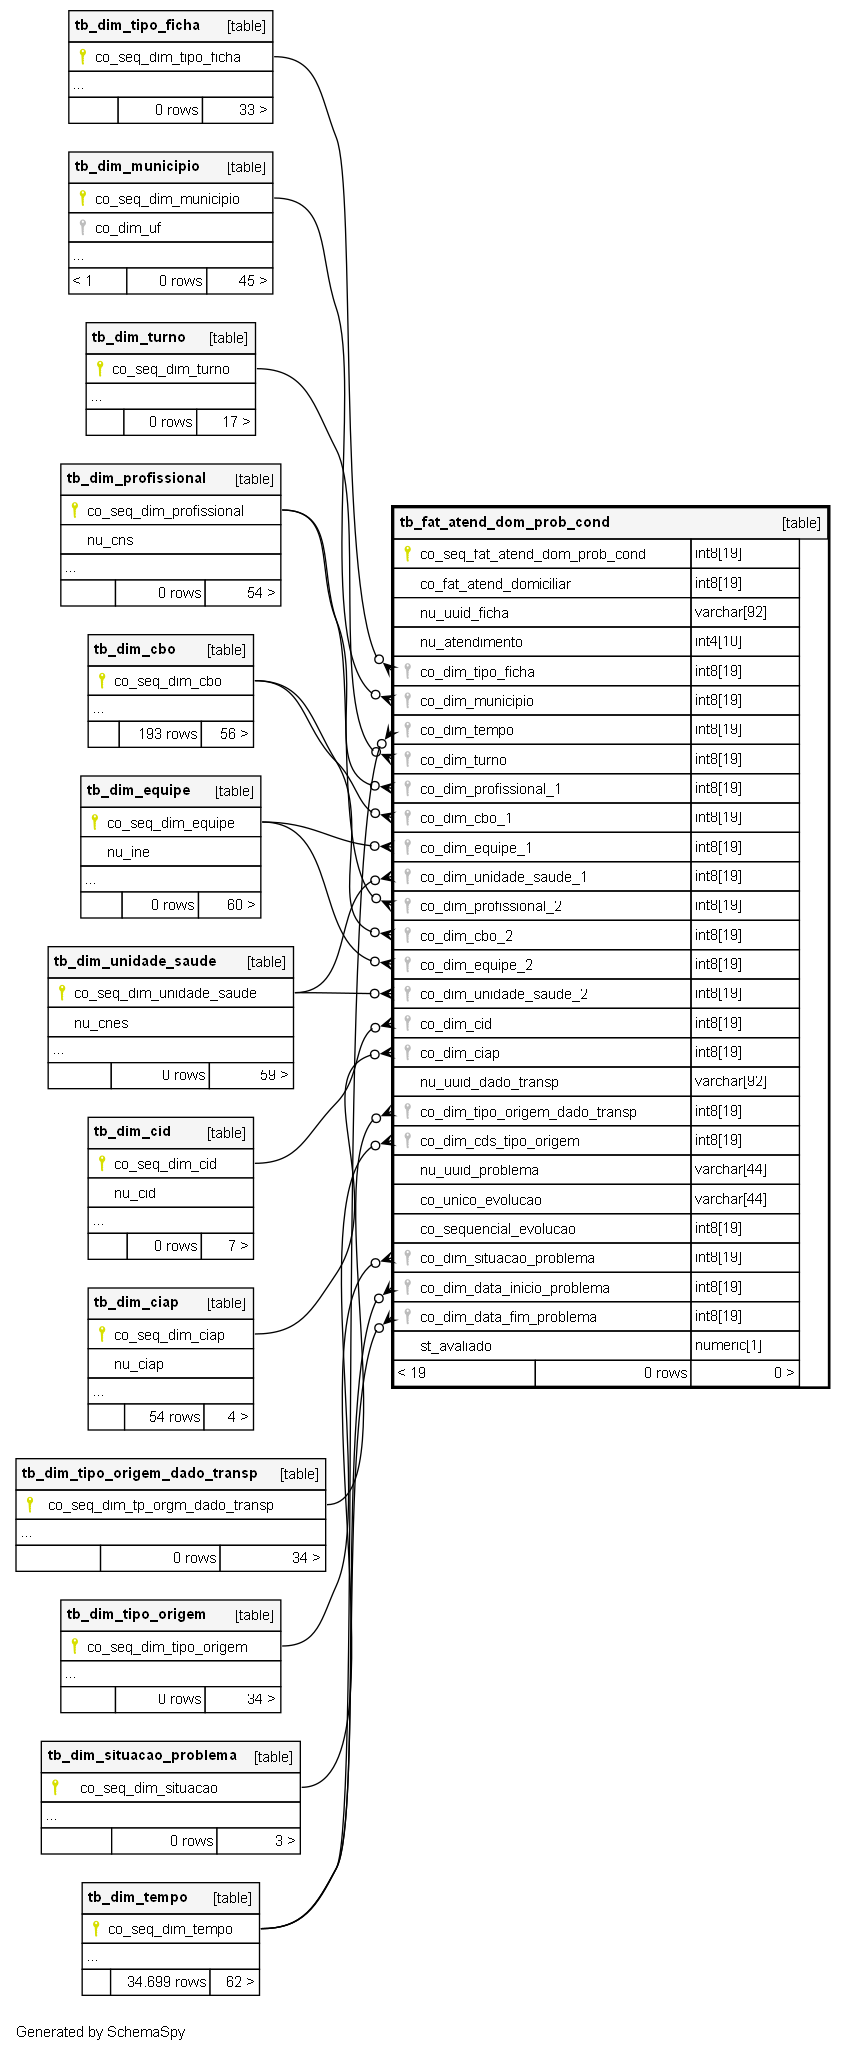 tb_dim_tipo_ficha [table]
co_seq_dim_tipo_ficha
...
0 rows 33 >
tb_dim_municipio [table]
co_seq_dim_municipio
co_dim_uf
...
< 1 0 rows 45 >
tb_dim_turno [table]
co_seq_dim_turno
...
0 rows 17 >
tb_dim_profissional [table]
co_seq_dim_profissional
nu_cns
...
0 rows 54 >
tb_dim_cbo [table]
co_seq_dim_cbo
...
193 rows 56 >
tb_dim_equipe [table]
co_seq_dim_equipe
nu_ine
...
0 rows 60 >
tb_dim_unidade_saude [table]
co_seq_dim_unidade_saude
nu_cnes
...
0 rows 59 >
tb_dim_cid [table]
co_seq_dim_cid
nu_cid
...
0 rows 7 >
tb_dim_ciap [table]
co_seq_dim_ciap
nu_ciap
...
54 rows 4 >
tb_dim_tipo_origem_dado_transp [table]
co_seq_dim_tp_orgm_dado_transp
...
0 rows 34 >
tb_dim_tipo_origem [table]
co_seq_dim_tipo_origem
...
0 rows 34 >
tb_dim_situacao_problema [table]
co_seq_dim_situacao
...
0 rows 3 >
tb_dim_tempo [table]
co_seq_dim_tempo
...
34.699 rows 62 >
tb_fat_atend_dom_prob_cond [table]
co_seq_fat_atend_dom_prob_cond int8[19]
co_fat_atend_domiciliar int8[19]
nu_uuid_ficha varchar[92]
nu_atendimento int4[10]
co_dim_tipo_ficha int8[19]
co_dim_municipio int8[19]
co_dim_tempo int8[19]
co_dim_turno int8[19]
co_dim_profissional_1 int8[19]
co_dim_cbo_1 int8[19]
co_dim_equipe_1 int8[19]
co_dim_unidade_saude_1 int8[19]
co_dim_profissional_2 int8[19]
co_dim_cbo_2 int8[19]
co_dim_equipe_2 int8[19]
co_dim_unidade_saude_2 int8[19]
co_dim_cid int8[19]
co_dim_ciap int8[19]
nu_uuid_dado_transp varchar[92]
co_dim_tipo_origem_dado_transp int8[19]
co_dim_cds_tipo_origem int8[19]
nu_uuid_problema varchar[44]
co_unico_evolucao varchar[44]
co_sequencial_evolucao int8[19]
co_dim_situacao_problema int8[19]
co_dim_data_inicio_problema int8[19]
co_dim_data_fim_problema int8[19]
st_avaliado numeric[1]
< 19 0 rows 0 >
Generated by SchemaSpy